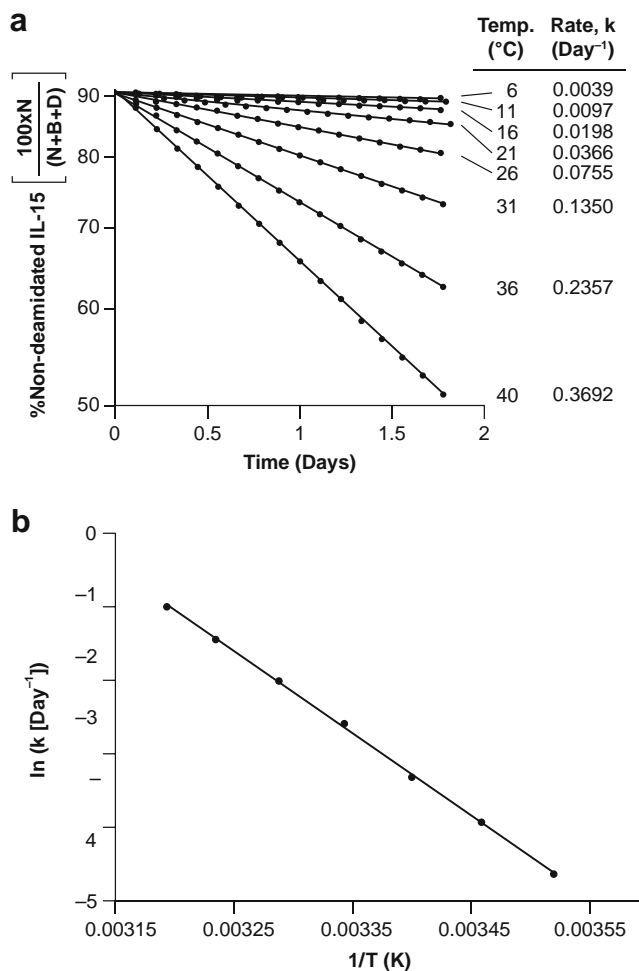 a
Temp. Rate, k
(°C) (Day⁻¹)
6 0.0039
11 0.0097
16 0.0198
21 0.0366
26 0.0755
31 0.1350
36 0.2357
40 0.3692
%Non-deamidated IL-15 [100xN/(N+B+D)]
90
80
70
60
50
0 0.5 1 1.5 2
Time (Days)
b
ln (k [Day⁻¹])
0
–1
–2
–3
–
4
–5
0.00315 0.00325 0.00335 0.00345 0.00355
1/T (K)